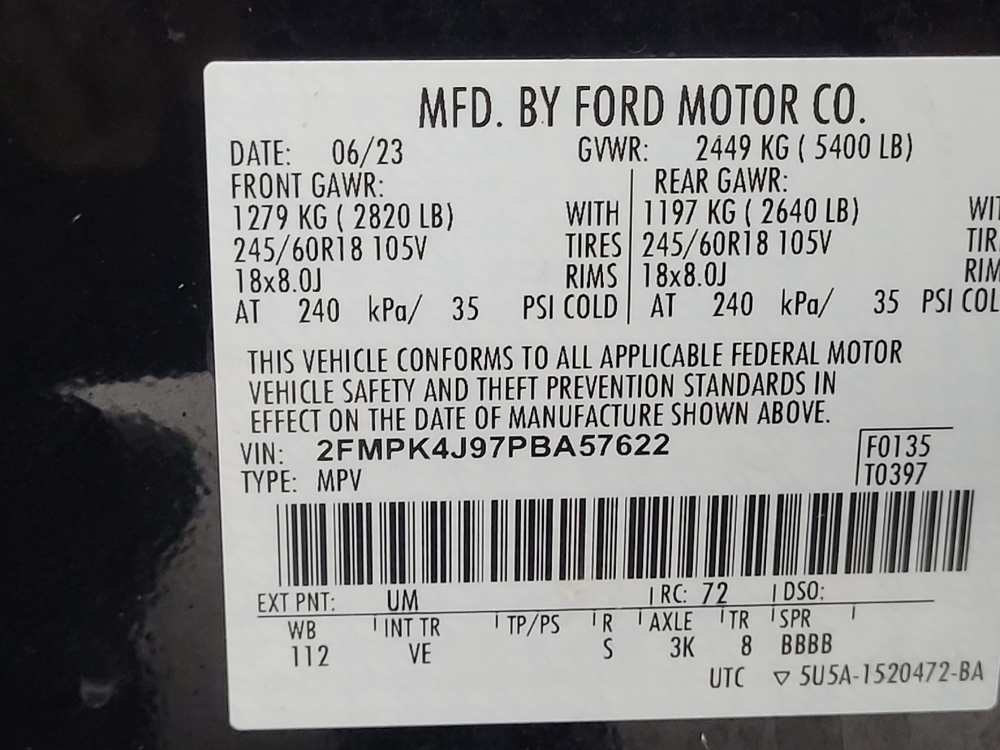 MFD. BY FORD MOTOR CO.
DATE: 06/23 GVWR: 2449 KG ( 5400 LB)
FRONT GAWR: REAR GAWR:
1279 KG ( 2820 LB) WITH 1197 KG ( 2640 LB) WIT
245/60R18 105V TIRES 245/60R18 105V TIR
18x8.0J RIMS 18x8.0J RIM
AT 240 kPa/ 35 PSI COLD AT 240 kPa/ 35 PSI COL
THIS VEHICLE CONFORMS TO ALL APPLICABLE FEDERAL MOTOR
VEHICLE SAFETY AND THEFT PREVENTION STANDARDS IN
EFFECT ON THE DATE OF MANUFACTURE SHOWN ABOVE.
VIN: 2FMPK4J97PBA57622 F0135
TYPE: MPV T0397
EXT PNT: UM RC: 72 DSO:
WB INT TR TP/PS R AXLE TR SPR
112 VE S 3K 8 BBBB
UTC ▽ 5U5A-1520472-BA